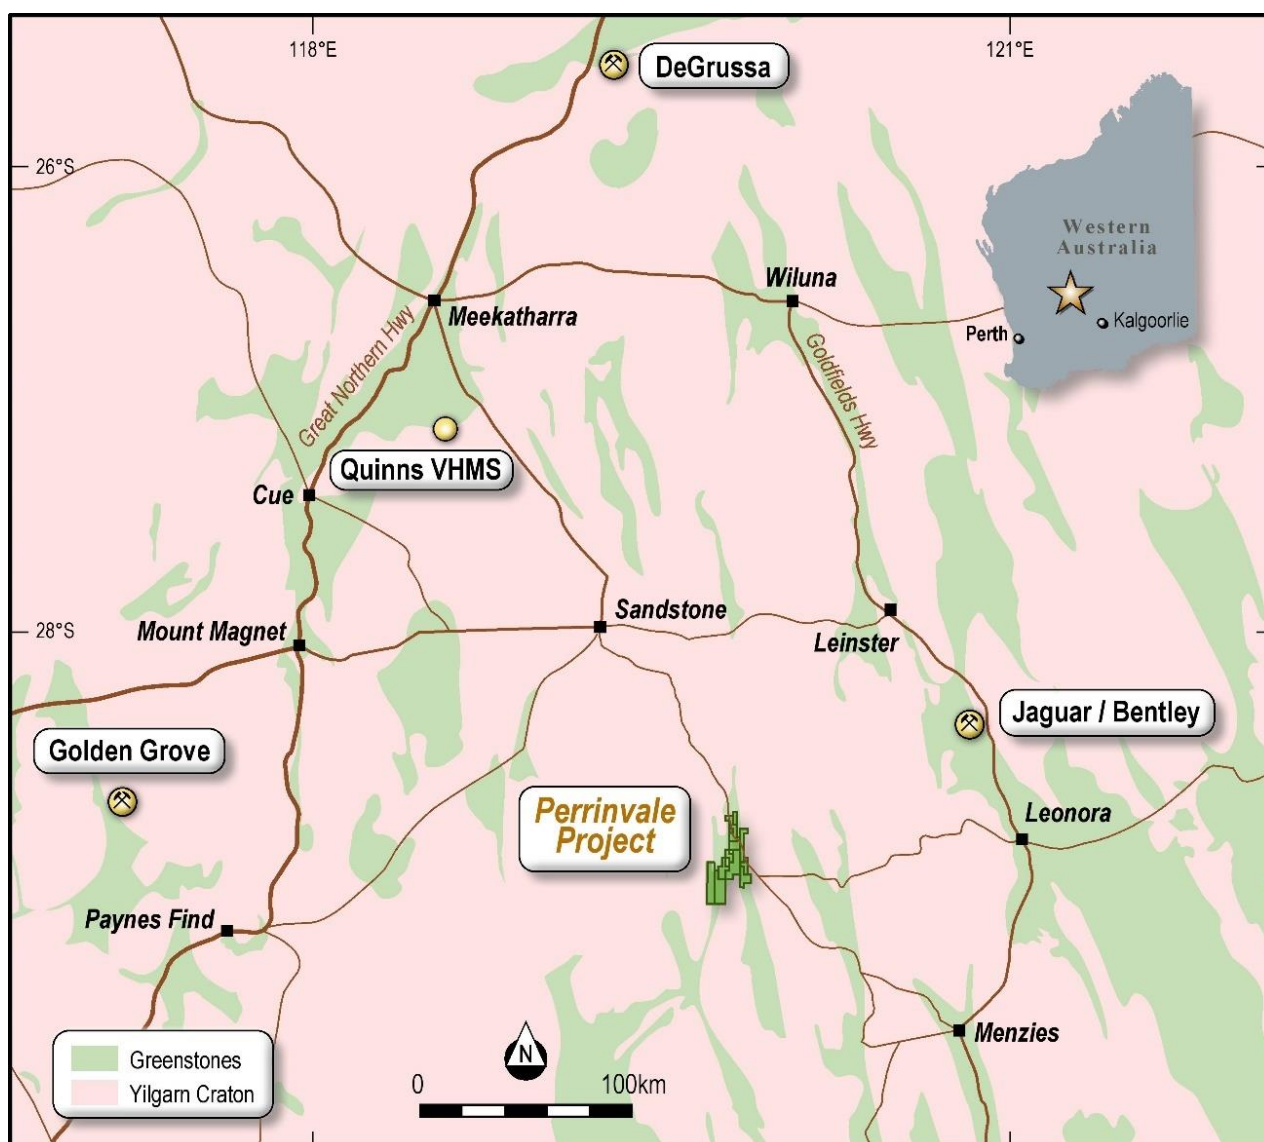 118°E
121°E
DeGrussa
26°S
Western
Australia
Perth
Kalgoorlie
Wiluna
Meekatharra
Great Northern Hwy
Goldfields Hwy
Quinns VHMS
Cue
Sandstone
28°S
Mount Magnet
Leinster
Jaguar / Bentley
Golden Grove
Perrinvale
Project
Leonora
Paynes Find
Menzies
Greenstones
Yilgarn Craton
N
0 100km